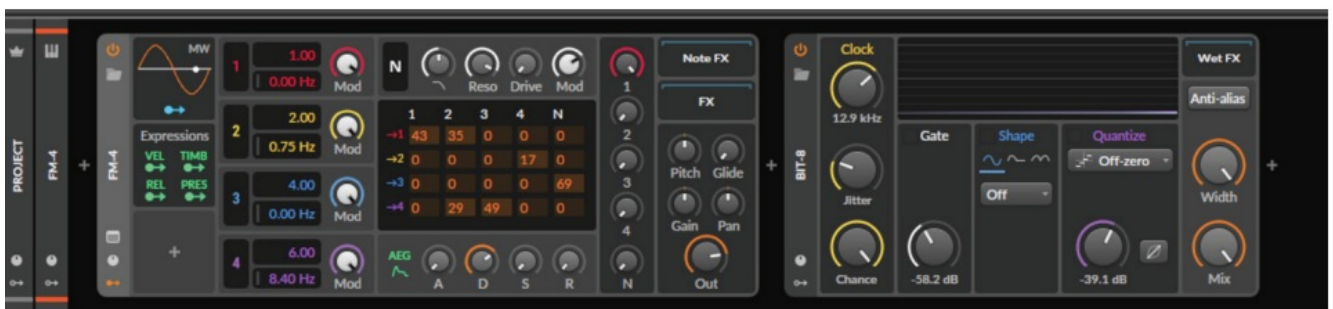 PROJECT
FM-4
FM-4
MW
Expressions
VEL TIMB
REL PRES
+
1 1.00
0.00 Hz Mod
2 2.00
0.75 Hz Mod
3 4.00
0.00 Hz Mod
4 6.00
8.40 Hz Mod
N Reso Drive Mod
1 2 3 4 N
→1 43 35 0 0 0
→2 0 0 0 17 0
→3 0 0 0 0 69
→4 0 29 49 0 0
AEG A D S R
1
2
3
4
N
Note FX
FX
Pitch Glide
Gain Pan
Out
+
BIT-8
Clock
12.9 kHz
Jitter
Chance
Gate
-58.2 dB
Shape
Off
Quantize
Off-zero
-39.1 dB
Wet FX
Anti-alias
Width
Mix
+